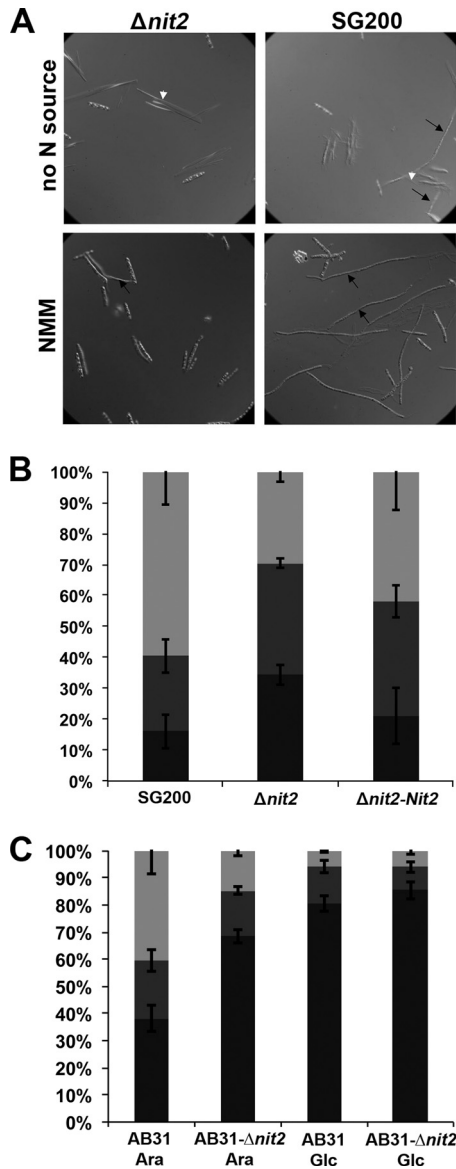 A
Δnit2
SG200
no N source
NMM
B
100%
90%
80%
70%
60%
50%
40%
30%
20%
10%
0%
SG200
Δnit2
Δnit2-Nit2
C
100%
90%
80%
70%
60%
50%
40%
30%
20%
10%
0%
AB31 AB31-Δnit2 AB31 AB31-Δnit2
Ara Ara Glc Glc